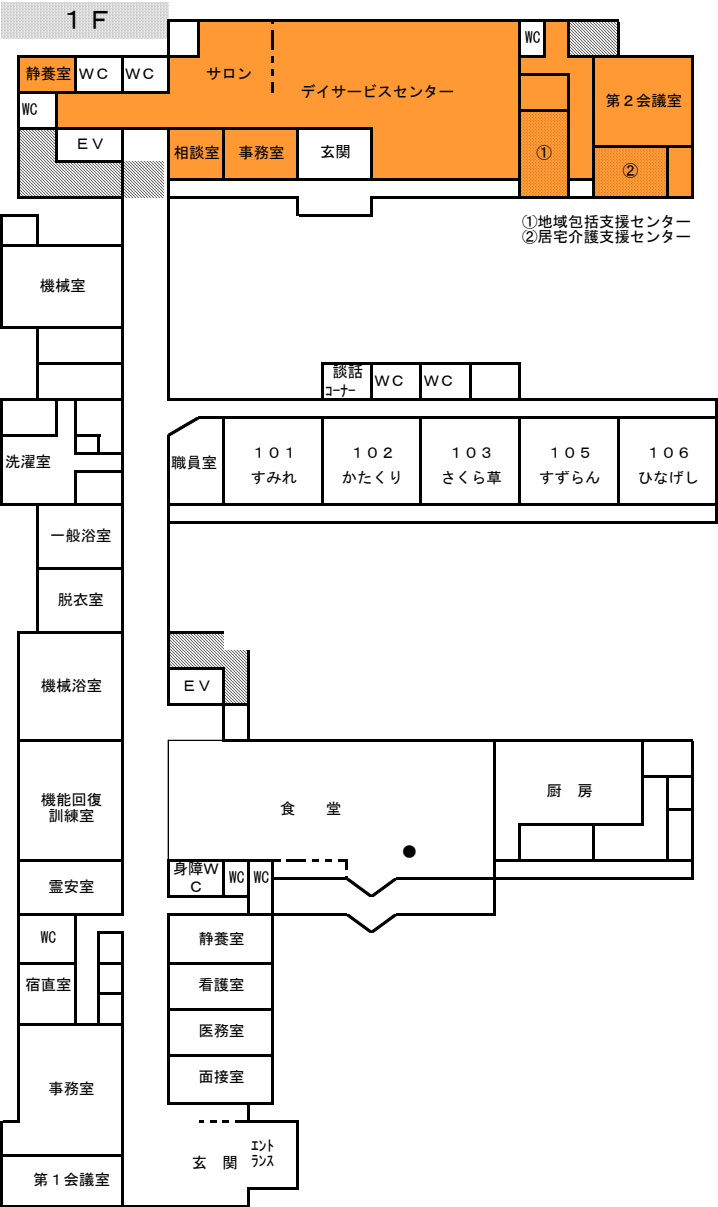 １Ｆ
WC
静養室
ＷＣ
ＷＣ
サロン
デイサービスセンター
第２会議室
WC
ＥＶ
相談室
事務室
玄関
①
②
①地域包括支援センター
②居宅介護支援センター
機械室
談話
ｺｰﾅｰ
ＷＣ
ＷＣ
洗濯室
職員室
１０１
すみれ
１０２
かたくり
１０３
さくら草
１０５
すずらん
１０６
ひなげし
一般浴室
脱衣室
機械浴室
ＥＶ
機能回復
訓練室
食　堂
厨　房
身障Ｗ
Ｃ
WC
WC
霊安室
WC
静養室
宿直室
看護室
医務室
事務室
面接室
玄　関
ｴﾝﾄ
ﾗﾝｽ
第１会議室